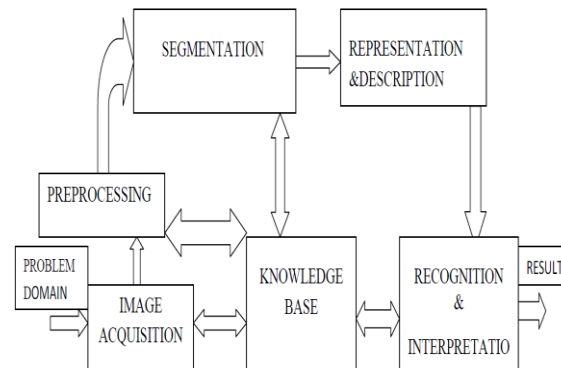 SEGMENTATION
REPRESENTATION
&DESCRIPTION
PREPROCESSING
PROBLEM
DOMAIN
IMAGE
ACQUISITION
KNOWLEDGE
BASE
RECOGNITION
&
INTERPRETATIO
RESULT